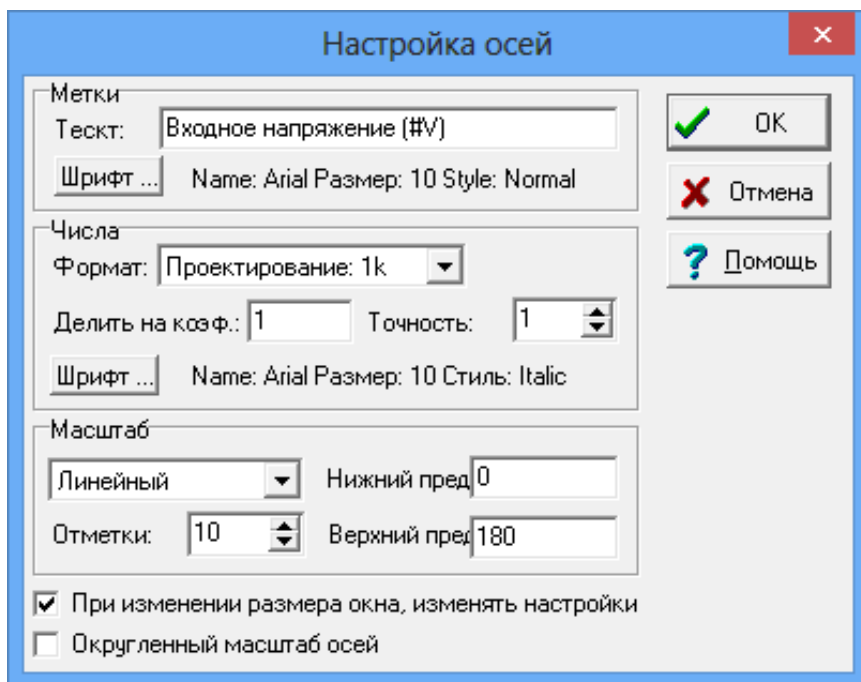 Настройка осей
Метки
Тескт: Входное напряжение (#V)
Шрифт ... Name: Arial Размер: 10 Style: Normal
Числа
Формат: Проектирование: 1k
Делить на коэф.: 1 Точность: 1
Шрифт ... Name: Arial Размер: 10 Стиль: Italic
Масштаб
Линейный Нижний пред 0
Отметки: 10 Верхний пред 180
При изменении размера окна, изменять настройки
Округленный масштаб осей
OK
Отмена
Помощь